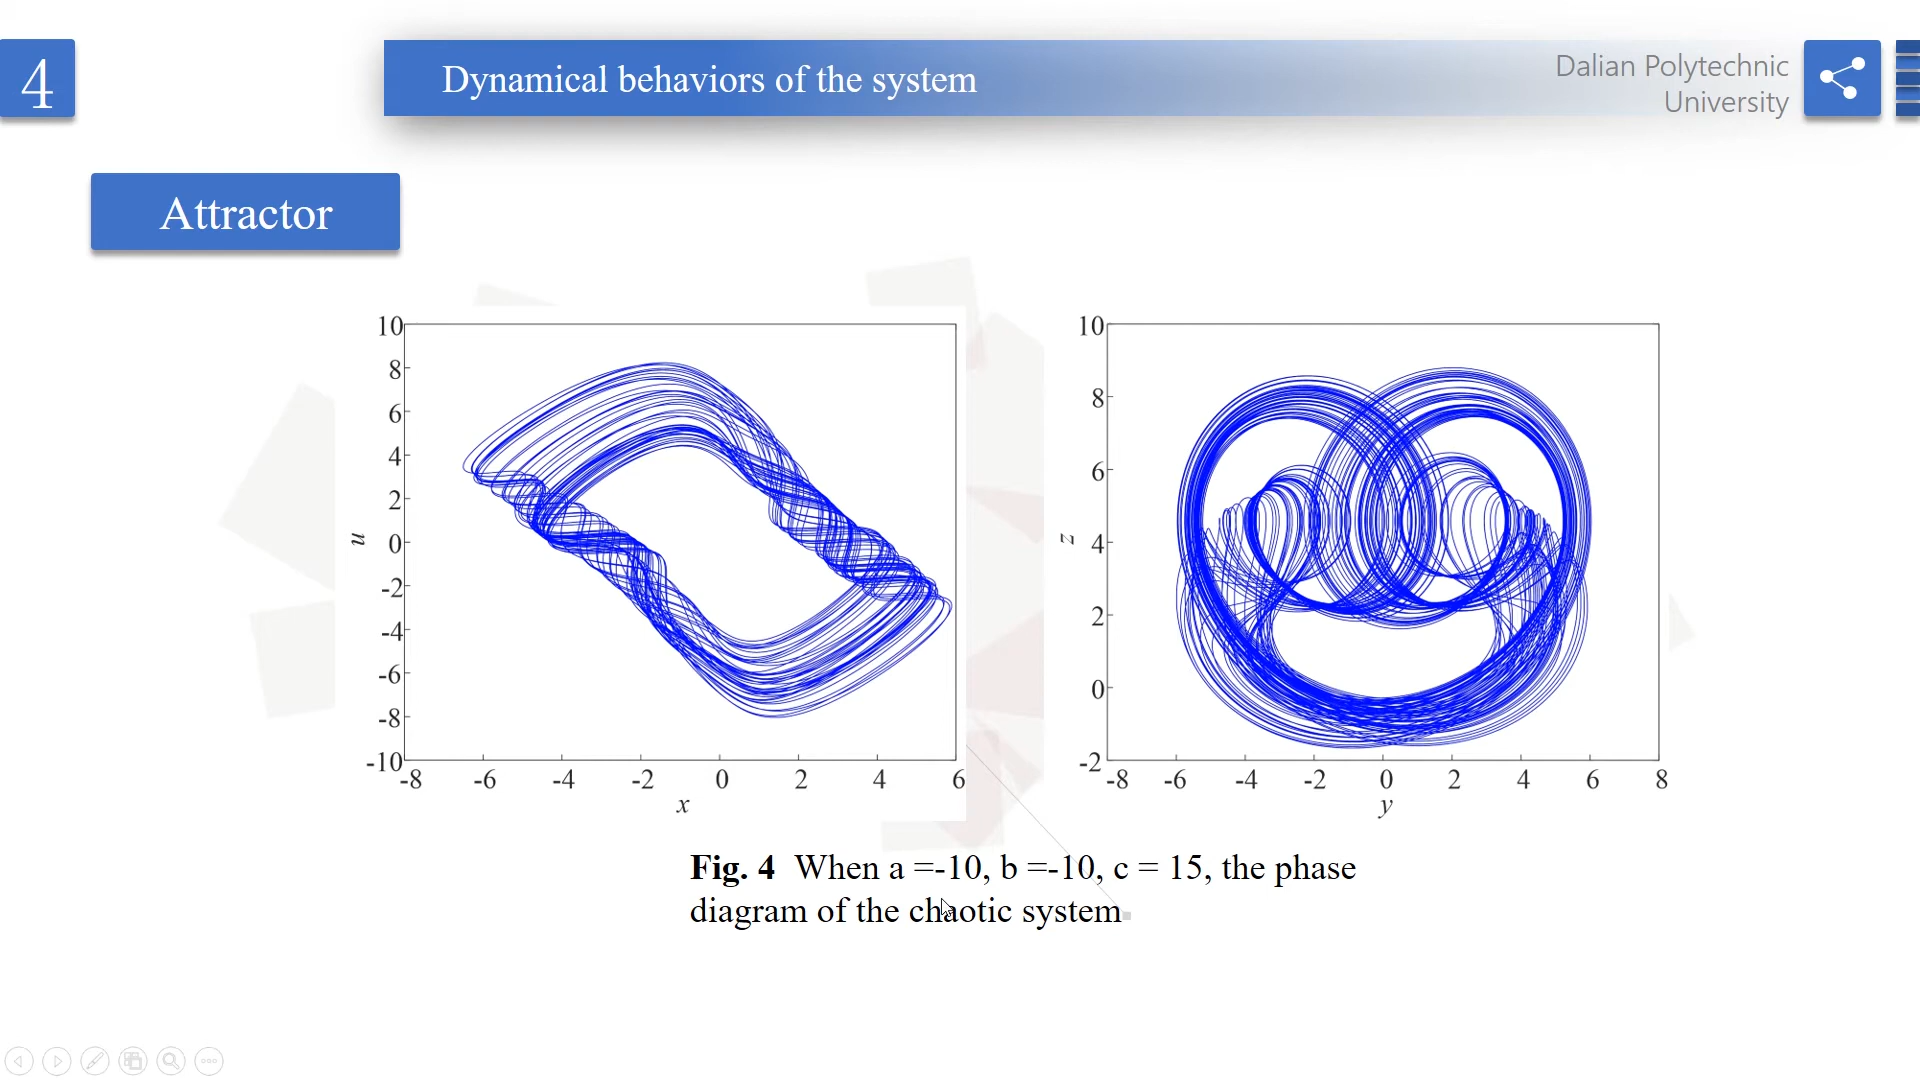 4
Dynamical behaviors of the system
Dalian Polytechnic
University
Attractor
10
8
6
4
2
0
-2
-4
-6
-8
-10
u
-8 -6 -4 -2 0 2 4 6
x
10
8
6
4
2
0
-2
z
-8 -6 -4 -2 0 2 4 6 8
y
Fig. 4 When a =-10, b =-10, c = 15, the phase
diagram of the chaotic system